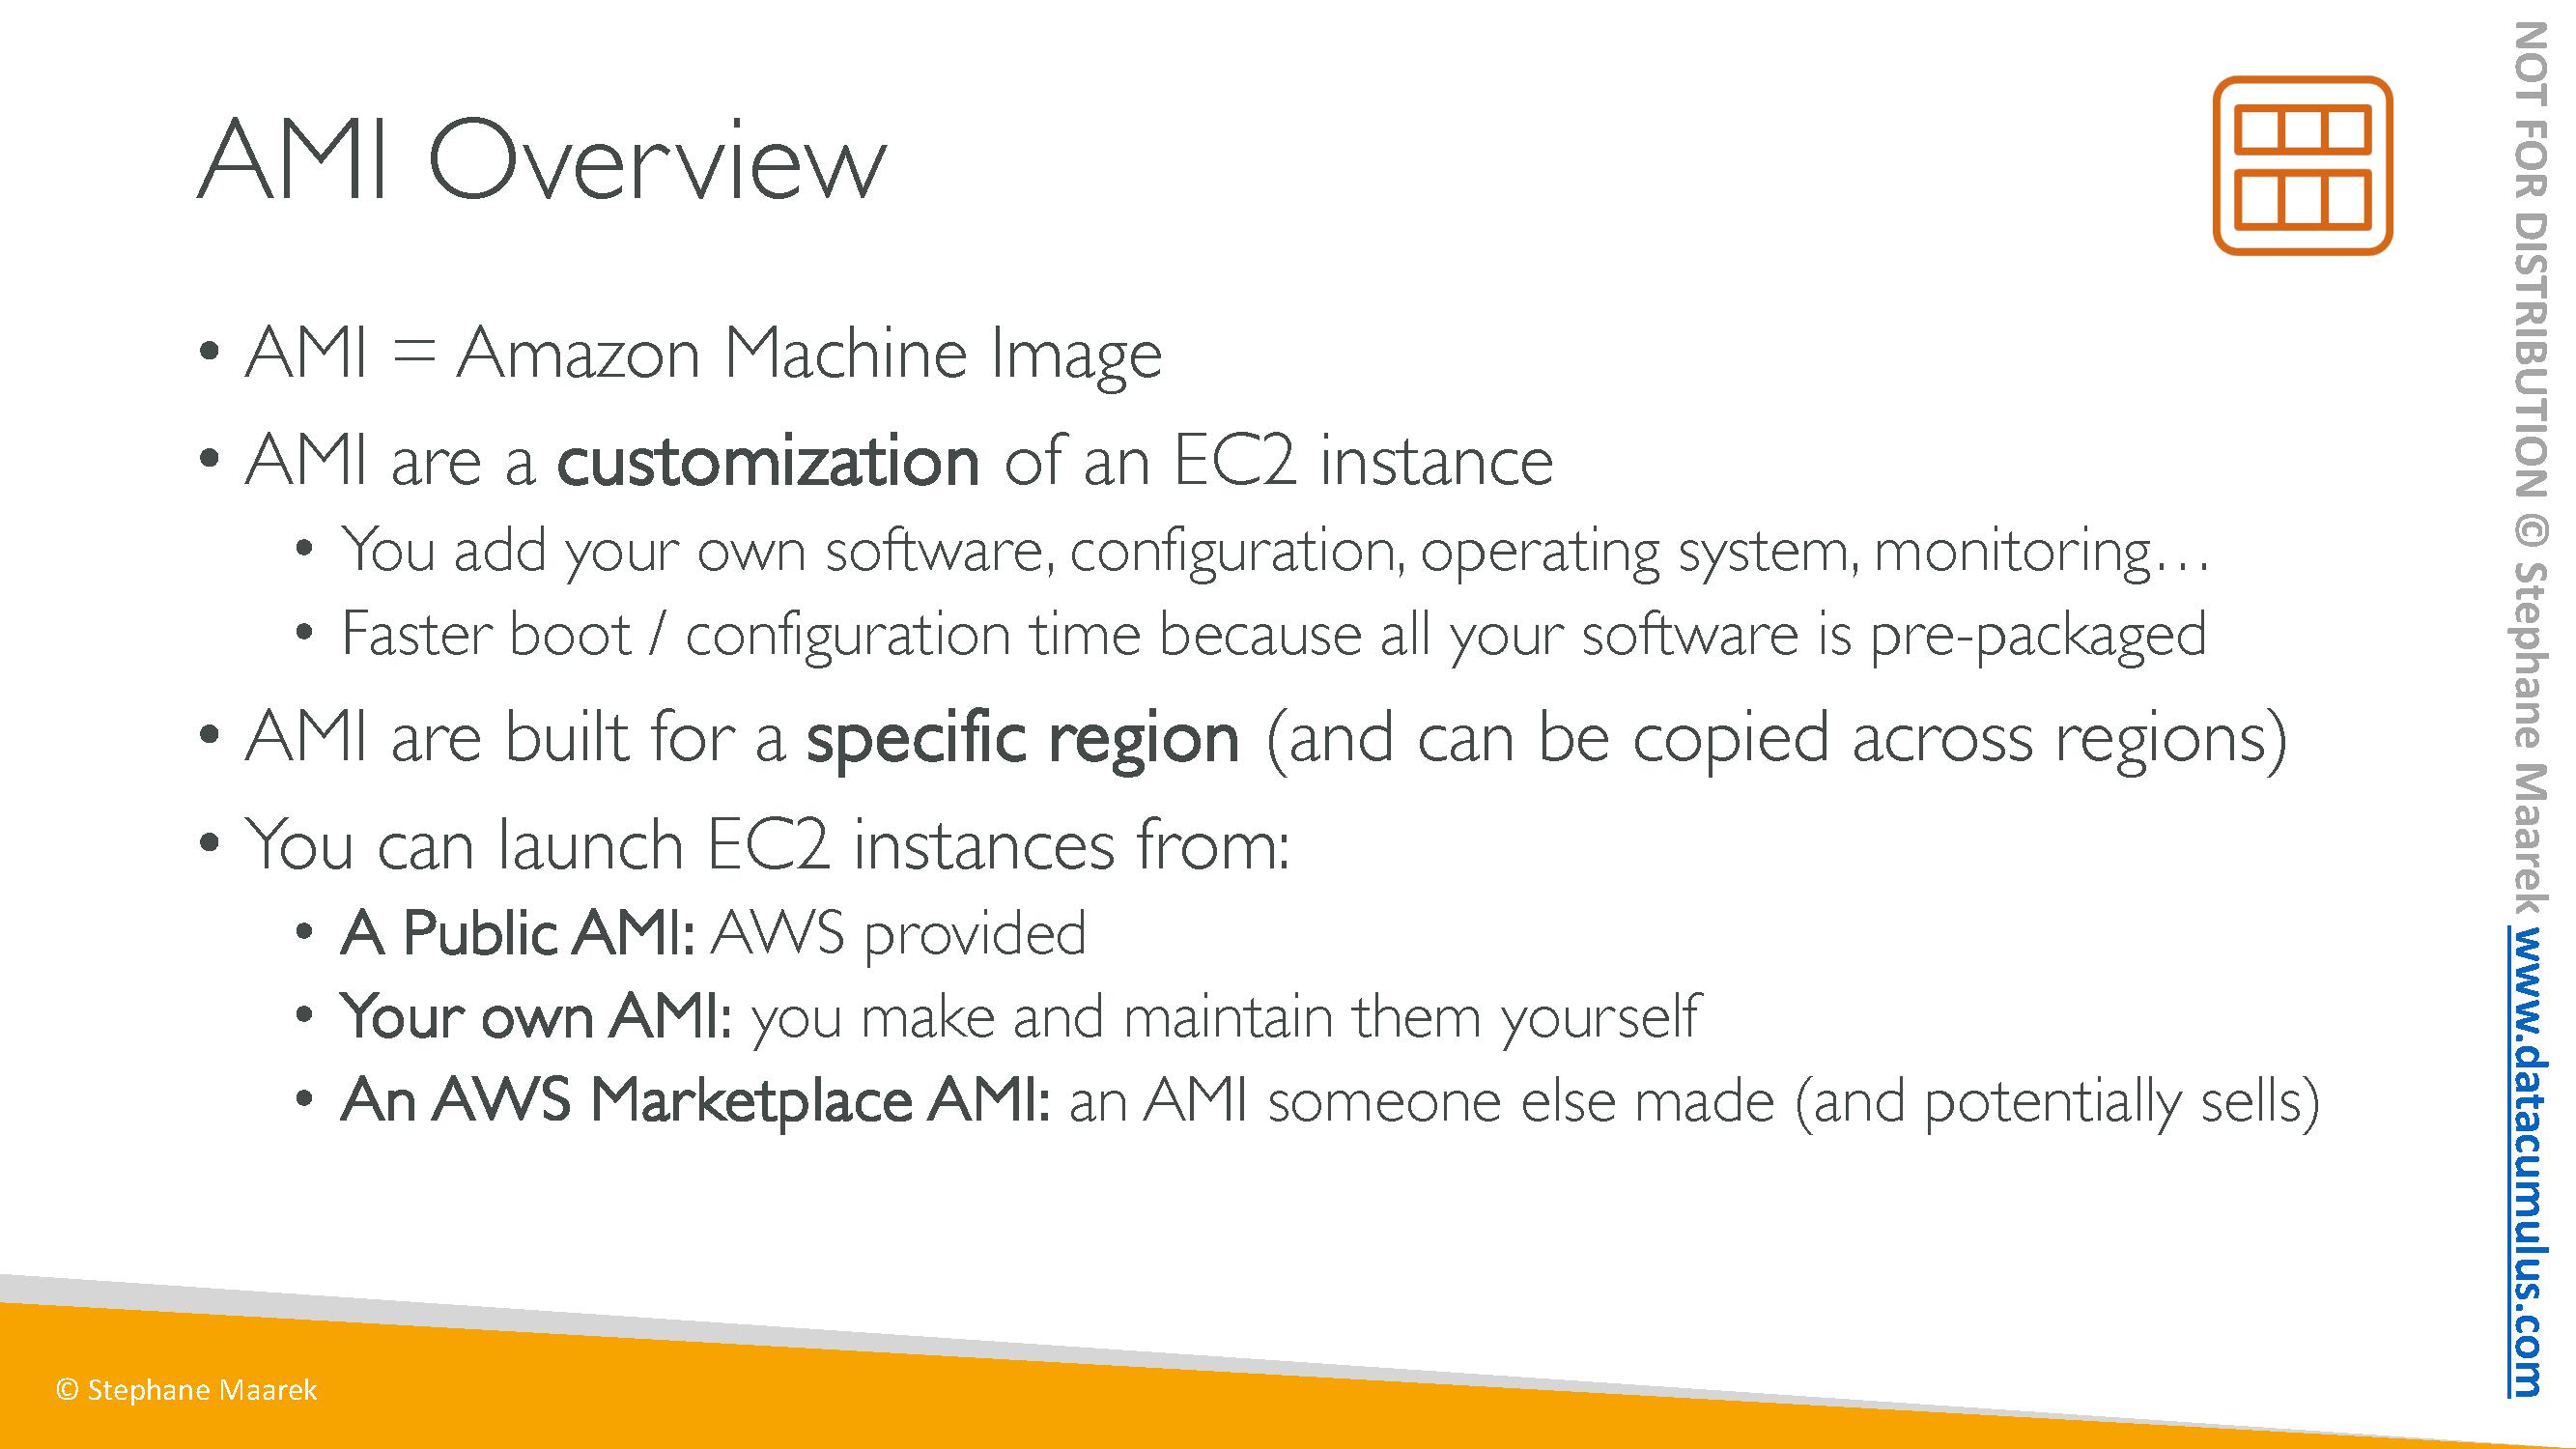 AMI Overview
• AMI = Amazon Machine Image
• AMI are a customization of an EC2 instance
• You add your own software, configuration, operating system, monitoring…
• Faster boot / configuration time because all your software is pre-packaged
• AMI are built for a specific region (and can be copied across regions)
• You can launch EC2 instances from:
• A Public AMI: AWS provided
• Your own AMI: you make and maintain them yourself
• An AWS Marketplace AMI: an AMI someone else made (and potentially sells)
© Stephane Maarek
NOT FOR DISTRIBUTION © Stephane Maarek www.datacumulus.com